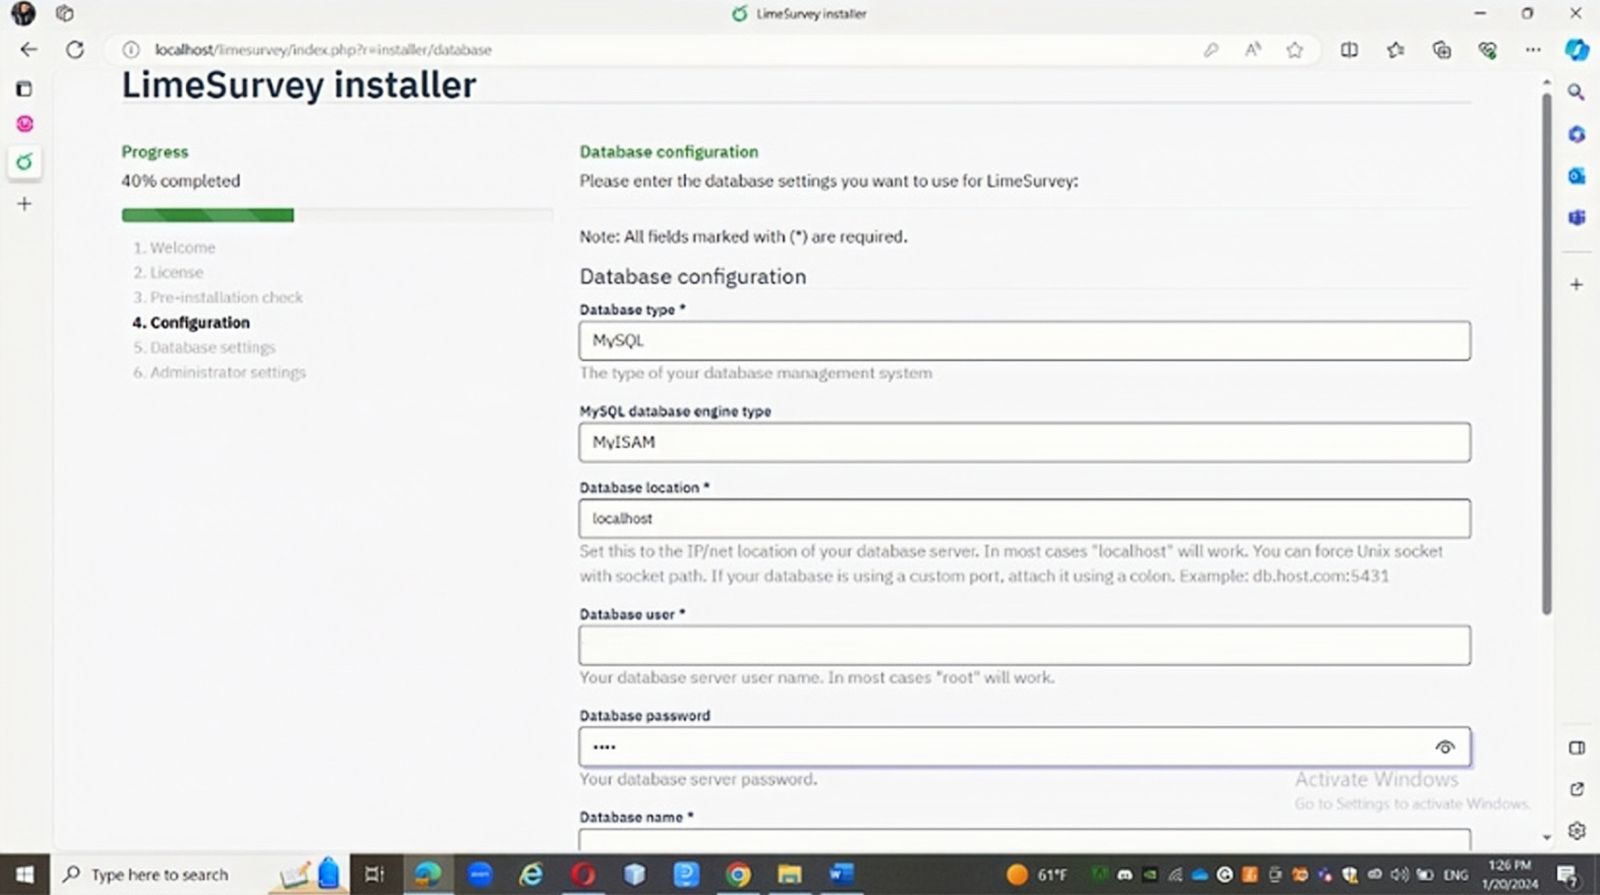 LimeSurvey installer
localhost/limesurvey/index.php?r=installer/database
LimeSurvey installer
Progress
40% completed
1. Welcome
2. License
3. Pre-installation check
4. Configuration
5. Database settings
6. Administrator settings
Database configuration
Please enter the database settings you want to use for LimeSurvey:
Note: All fields marked with (*) are required.
Database configuration
Database type *
MySQL
The type of your database management system
MySQL database engine type
MyISAM
Database location *
localhost
Set this to the IP/net location of your database server. In most cases "localhost" will work. You can force Unix socket
with socket path. If your database is using a custom port, attach it using a colon. Example: db.host.com:5431
Database user *
Your database server user name. In most cases "root" will work.
Database password
••••
Your database server password.
Database name *
Activate Windows
Go to Settings to activate Windows.
Type here to search
61°F
ENG
1:26 PM
1/20/2024